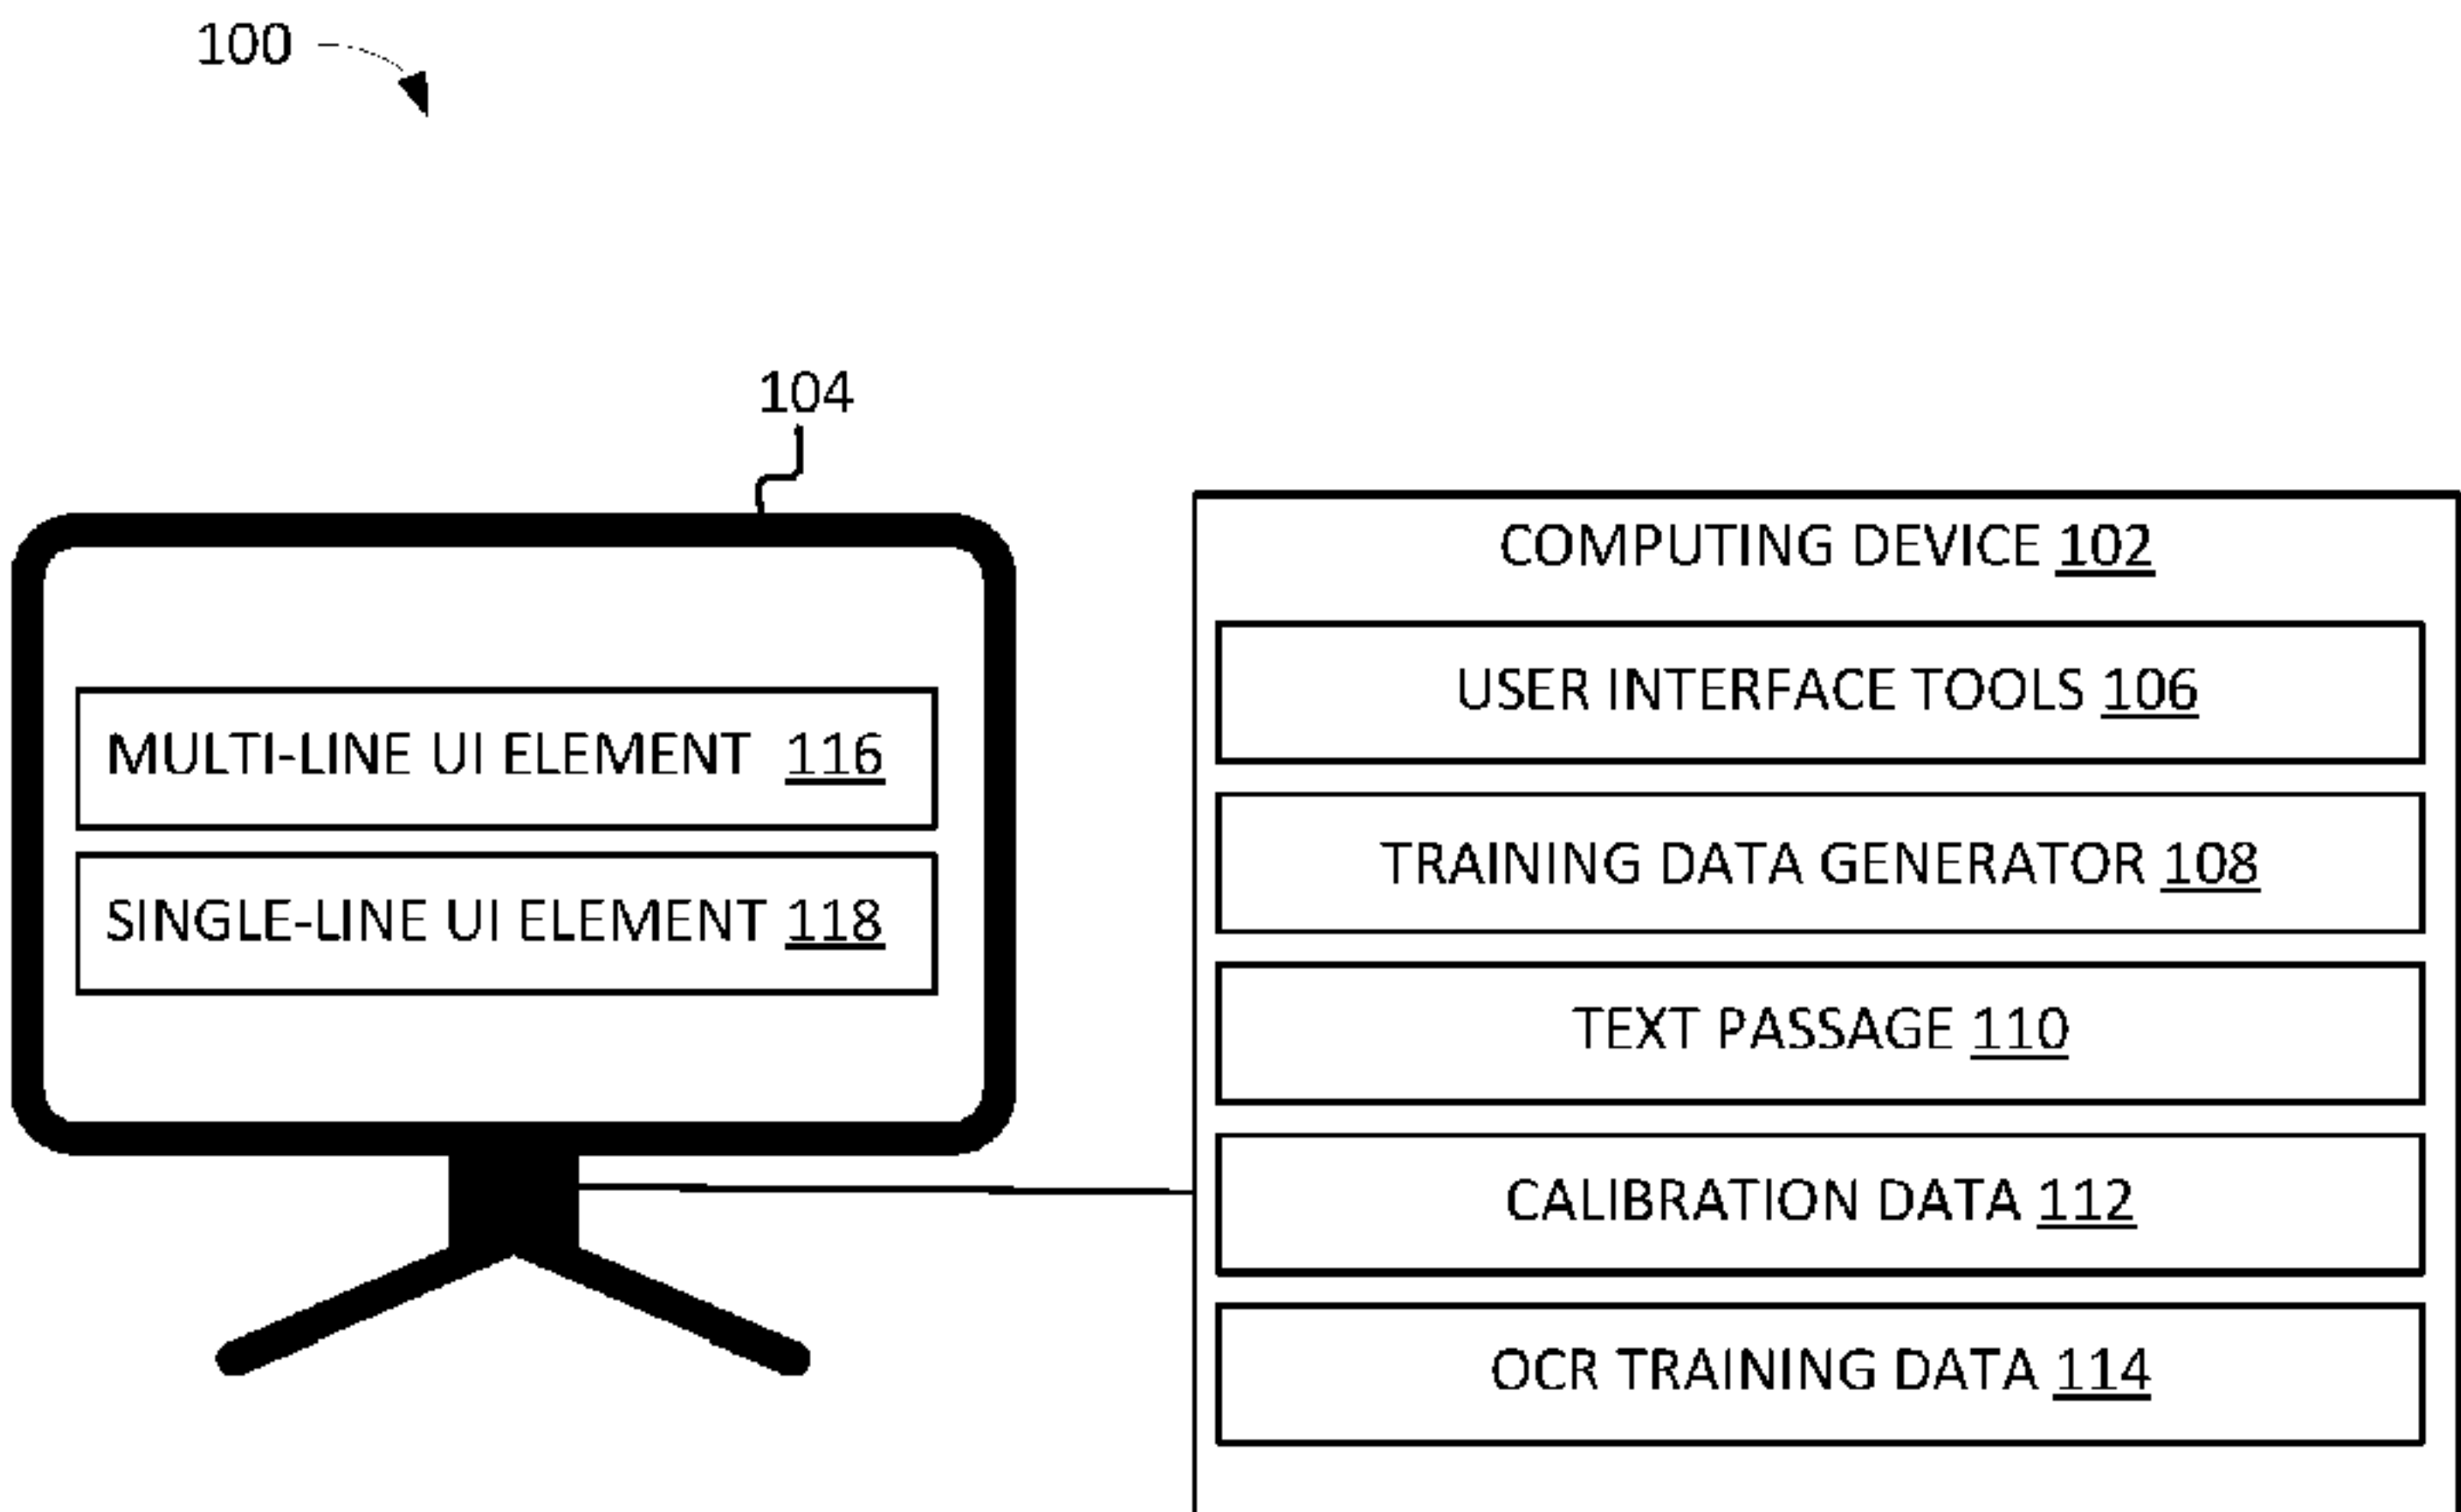 100
104
MULTI-LINE UI ELEMENT 116
SINGLE-LINE UI ELEMENT 118
COMPUTING DEVICE 102
USER INTERFACE TOOLS 106
TRAINING DATA GENERATOR 108
TEXT PASSAGE 110
CALIBRATION DATA 112
OCR TRAINING DATA 114